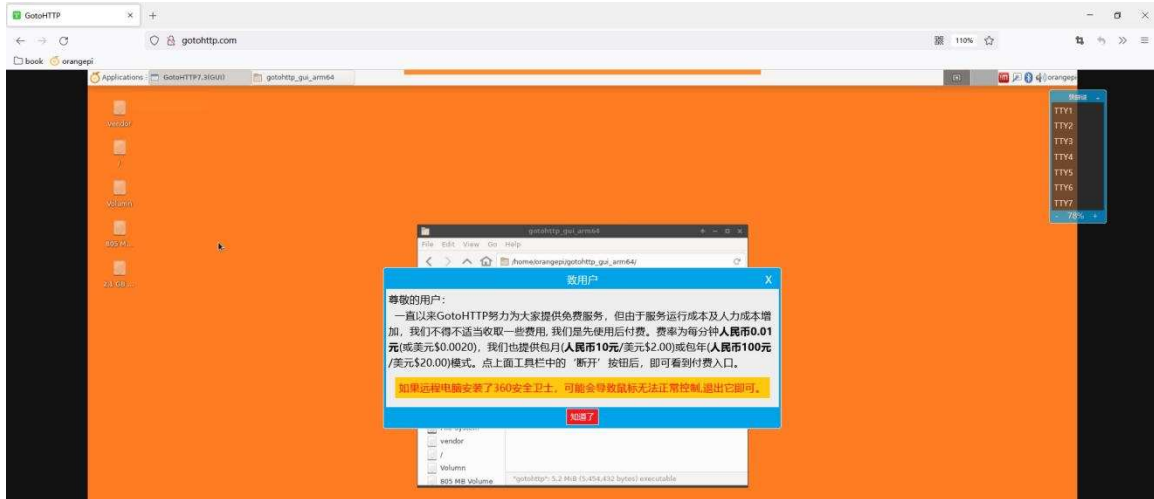 GotoHTTP
gotohttp.com
110%
book
orangepi
Applications
GotoHTTP7.3(GUI)
gotohttp_gui_arm64
orangepi
Vendor
/
Volumn
805 M...
2.1 GB ...
TTY1
TTY2
TTY3
TTY4
TTY5
TTY6
TTY7
- 78% +
gotohttp_gui_arm64
File Edit View Go Help
/home/orangepi/gotohttp_gui_arm64/
致用户
X
尊敬的用户：
一直以来GotoHTTP努力为大家提供免费服务，但由于服务运行成本及人力成本增
加，我们不得不适当收取一些费用, 我们是先使用后付费。费率为每分钟人民币0.01
元(或美元$0.0020)，我们也提供包月(人民币10元/美元$2.00)或包年(人民币100元
/美元$20.00)模式。点上面工具栏中的‘断开’按钮后，即可看到付费入口。
如果远程电脑安装了360安全卫士，可能会导致鼠标无法正常控制,退出它即可。
知道了
vendor
/
Volumn
805 MB Volume
"gotohttp": 5.2 MiB (5,454,432 bytes) executable